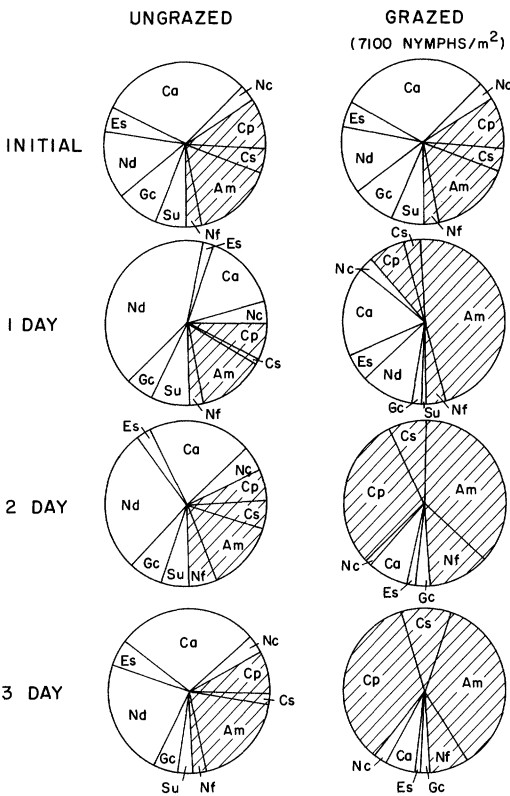 UNGRAZED
GRAZED
(7100 NYMPHS/m²)
INITIAL
Ca
Nc
Es
Cp
Cs
Nd
Am
Gc
Su
Nf
Ca
Nc
Es
Cp
Cs
Nd
Am
Gc
Su
Nf
1 DAY
Es
Ca
Nd
Nc
Cp
Cs
Am
Gc
Su
Nf
Cs
Cp
Nc
Am
Ca
Es
Nd
Gc
Su
Nf
2 DAY
Es
Ca
Nc
Cp
Nd
Cs
Am
Gc
Su
Nf
Cs
Cp
Am
Nc
Ca
Nf
Es
Gc
3 DAY
Ca
Nc
Es
Cp
Cs
Nd
Am
Gc
Su
Nf
Cs
Cp
Am
Nc
Ca
Nf
Es
Gc